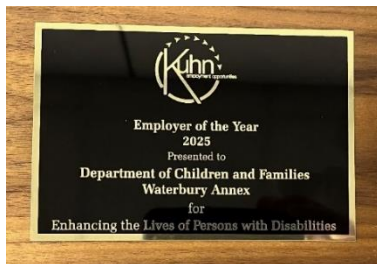 Kuhn
employment opportunities
Employer of the Year
2025
Presented to
Department of Children and Families
Waterbury Annex
for
Enhancing the Lives of Persons with Disabilities